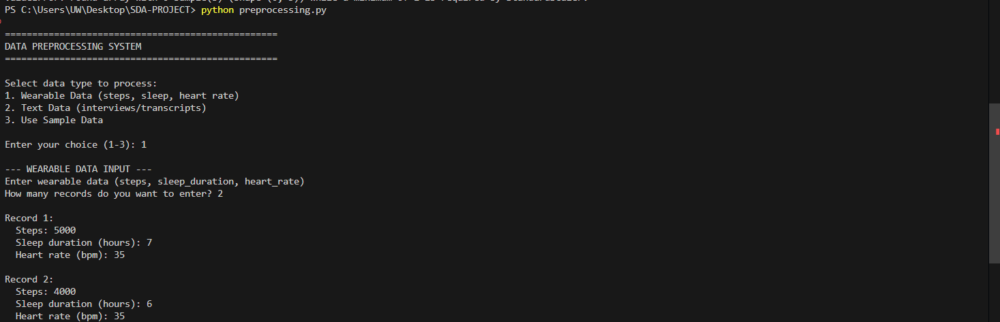 PS C:\Users\UW\Desktop\SDA-PROJECT> python preprocessing.py
==================================================
DATA PREPROCESSING SYSTEM
==================================================
Select data type to process:
1. Wearable Data (steps, sleep, heart rate)
2. Text Data (interviews/transcripts)
3. Use Sample Data
Enter your choice (1-3): 1
--- WEARABLE DATA INPUT ---
Enter wearable data (steps, sleep_duration, heart_rate)
How many records do you want to enter? 2
Record 1:
  Steps: 5000
  Sleep duration (hours): 7
  Heart rate (bpm): 35
Record 2:
  Steps: 4000
  Sleep duration (hours): 6
  Heart rate (bpm): 35